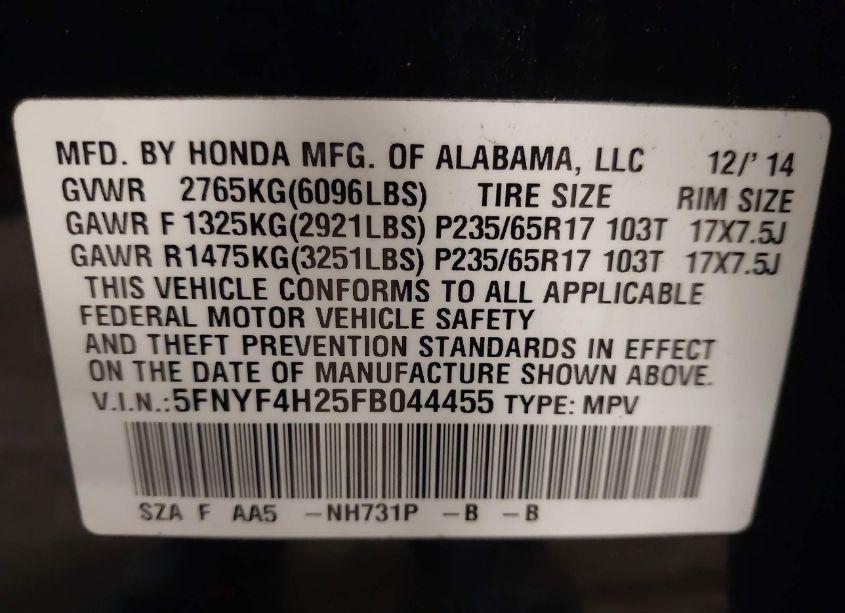 MFD. BY HONDA MFG. OF ALABAMA, LLC 12/' 14
GVWR 2765KG(6096LBS) TIRE SIZE RIM SIZE
GAWR F 1325KG(2921LBS) P235/65R17 103T 17X7.5J
GAWR R1475KG(3251LBS) P235/65R17 103T 17X7.5J
THIS VEHICLE CONFORMS TO ALL APPLICABLE
FEDERAL MOTOR VEHICLE SAFETY
AND THEFT PREVENTION STANDARDS IN EFFECT
ON THE DATE OF MANUFACTURE SHOWN ABOVE.
V.I.N.:5FNYF4H25FB044455 TYPE: MPV
SZA F AA5 -NH731P -B -B